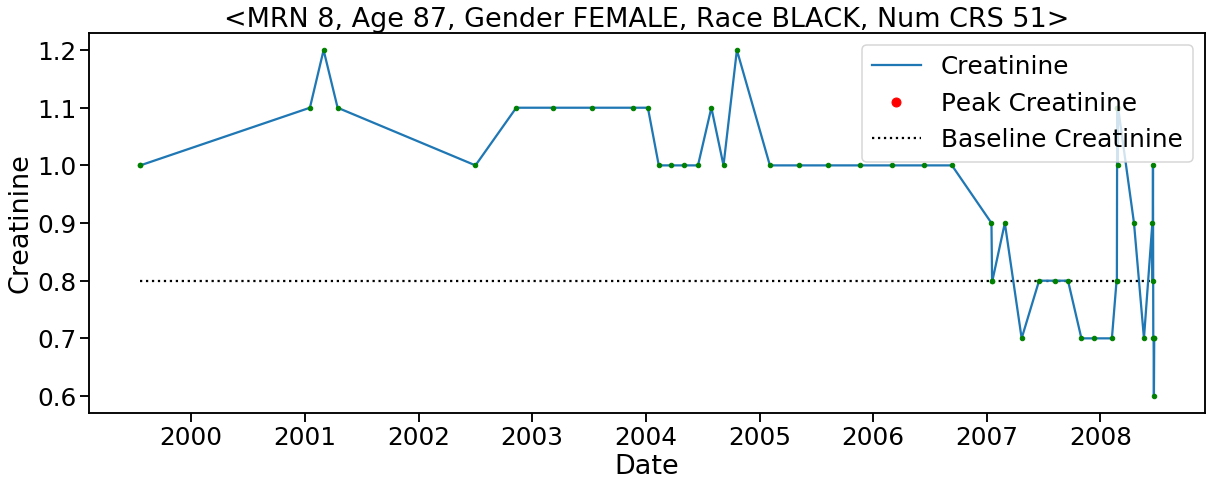 <MRN 8, Age 87, Gender FEMALE, Race BLACK, Num CRS 51>
Creatinine
1.2
1.1
1.0
0.9
0.8
0.7
0.6
Creatinine
Peak Creatinine
Baseline Creatinine
2000 2001 2002 2003 2004 2005 2006 2007 2008
Date